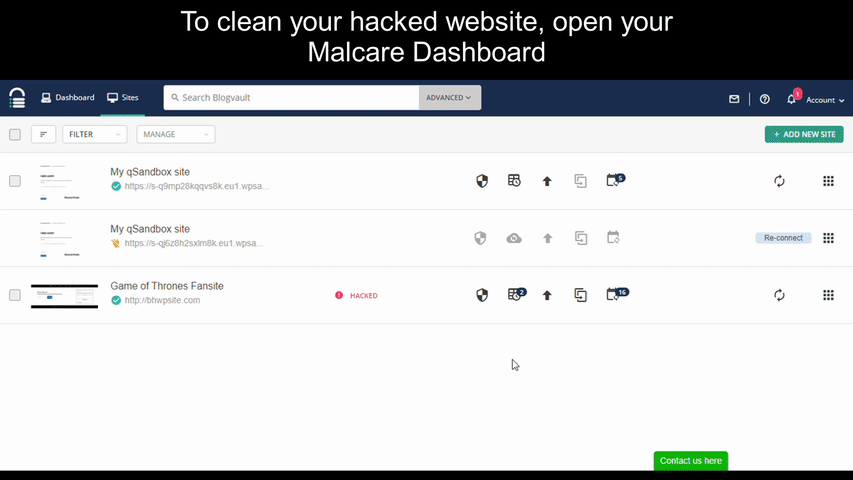 To clean your hacked website, open your
Malcare Dashboard
Dashboard Sites Search Blogvault ADVANCED 1 Account
FILTER MANAGE + ADD NEW SITE
My qSandbox site
https://s-q9mp28kqqvs8k.eu1.wpsa...
5
My qSandbox site
https://s-qj6z8h2sxlm8k.eu1.wpsa...
Re-connect
Game of Thrones Fansite
http://bhwpsite.com
HACKED 2 16
Contact us here